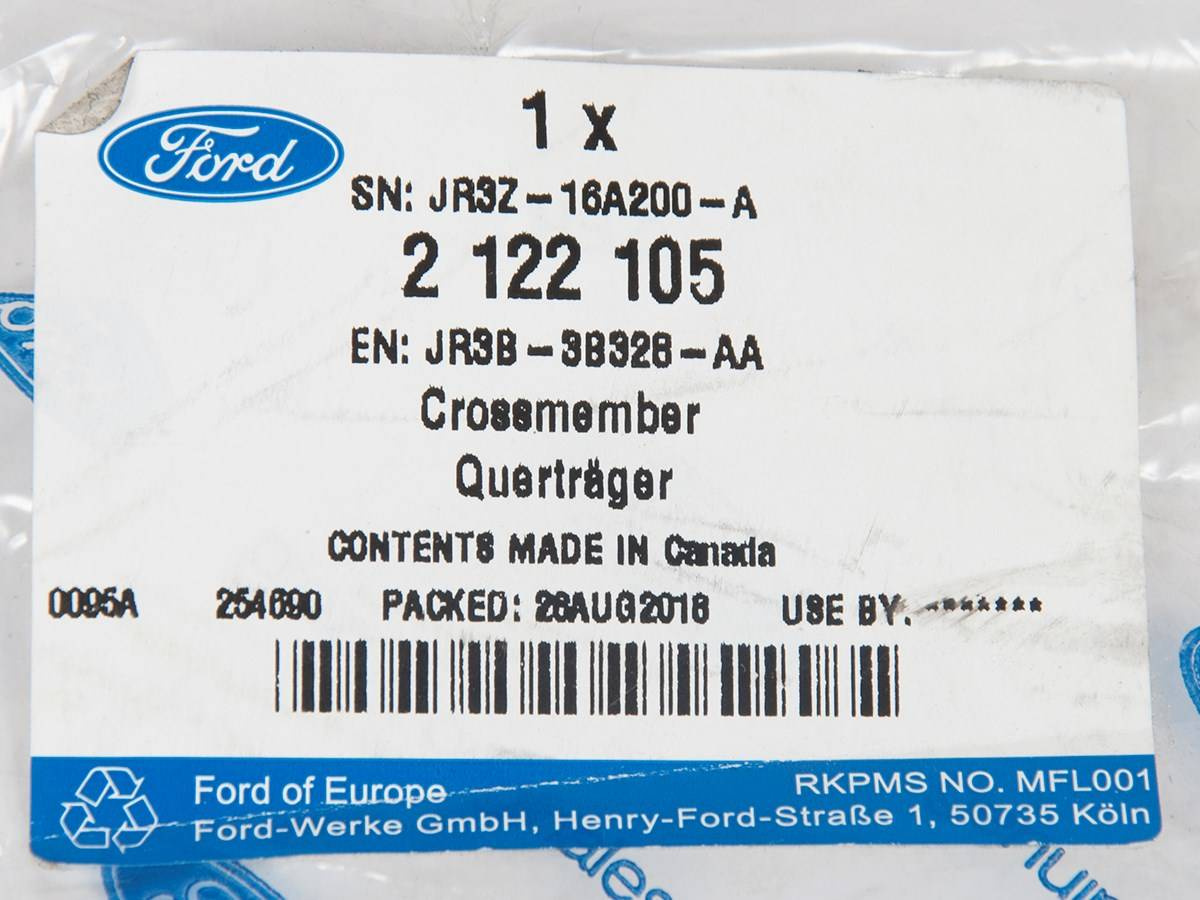 Ford
1 x
SN: JR3Z-16A200-A
2 122 105
EN: JR3B-3B326-AA
Crossmember
Querträger
CONTENTS MADE IN Canada
0095A 254690 PACKED: 26AUG2016 USE BY: *******
Ford of Europe
RKPMS NO. MFL001
Ford-Werke GmbH, Henry-Ford-Straße 1, 50735 Köln